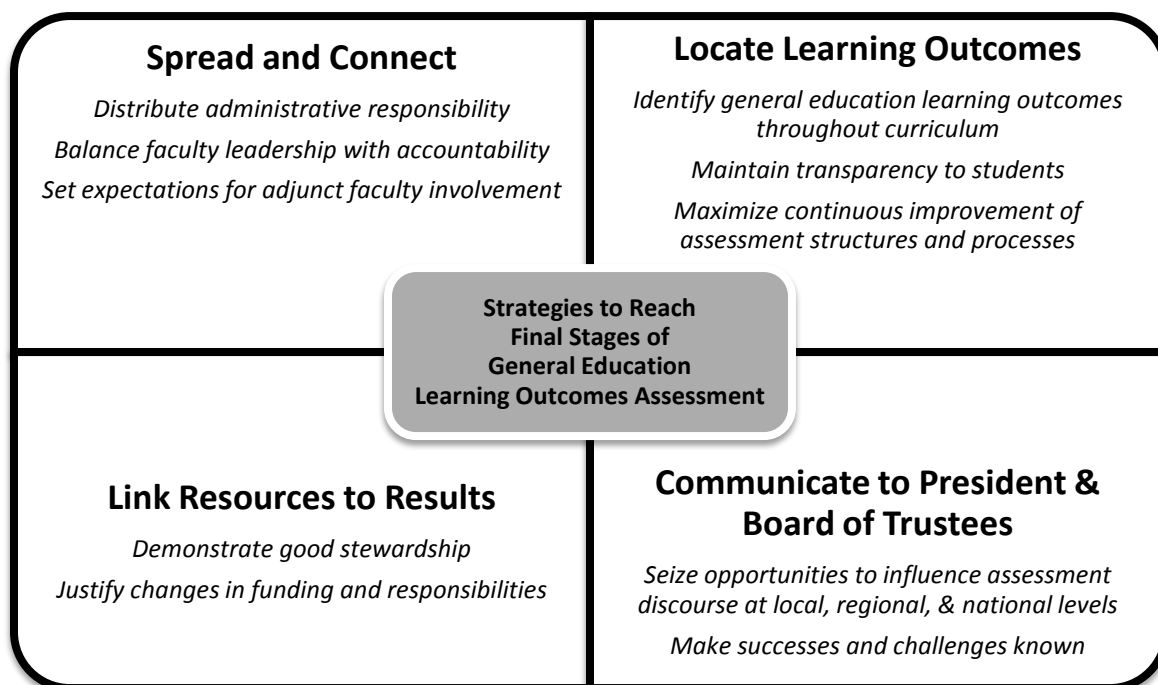 Spread and Connect
Distribute administrative responsibility
Balance faculty leadership with accountability
Set expectations for adjunct faculty involvement
Locate Learning Outcomes
Identify general education learning outcomes
throughout curriculum
Maintain transparency to students
Maximize continuous improvement of
assessment structures and processes
Strategies to Reach
Final Stages of
General Education
Learning Outcomes Assessment
Link Resources to Results
Demonstrate good stewardship
Justify changes in funding and responsibilities
Communicate to President &
Board of Trustees
Seize opportunities to influence assessment
discourse at local, regional, & national levels
Make successes and challenges known